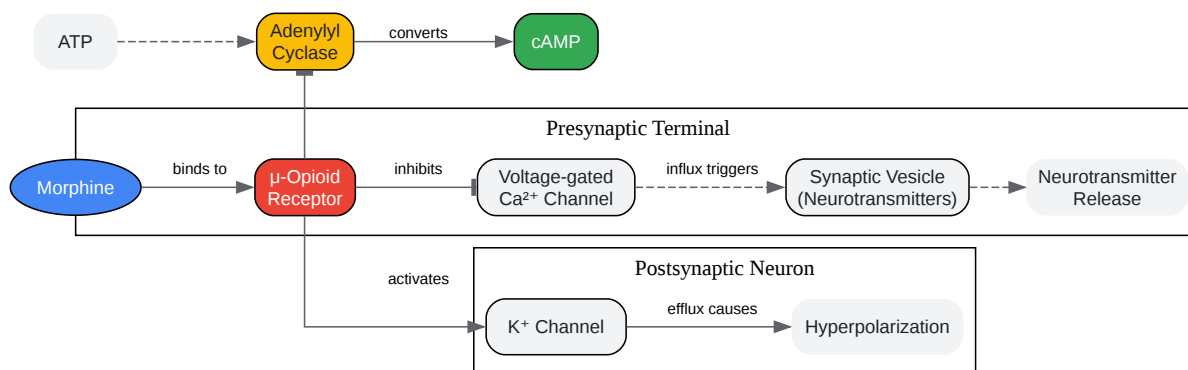 ATP
Adenylyl
Cyclase
converts
cAMP
Presynaptic Terminal
Morphine
binds to
μ-Opioid
Receptor
inhibits
Voltage-gated
Ca²⁺ Channel
influx triggers
Synaptic Vesicle
(Neurotransmitters)
Neurotransmitter
Release
activates
Postsynaptic Neuron
K⁺ Channel
efflux causes
Hyperpolarization